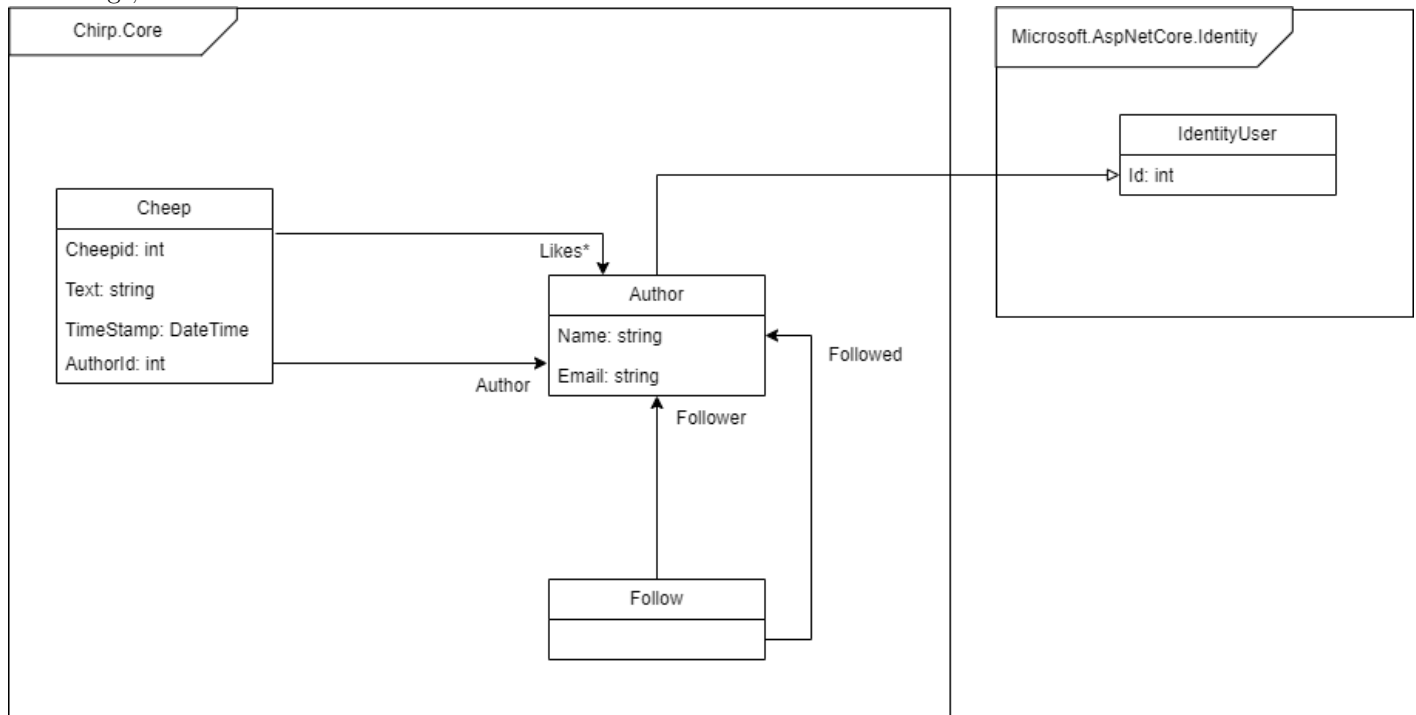 Chirp.Core
Microsoft.AspNetCore.Identity
IdentityUser
Id: int
Cheep
Cheepid: int
Text: string
TimeStamp: DateTime
AuthorId: int
Likes*
Author
Author
Name: string
Email: string
Followed
Follower
Follow